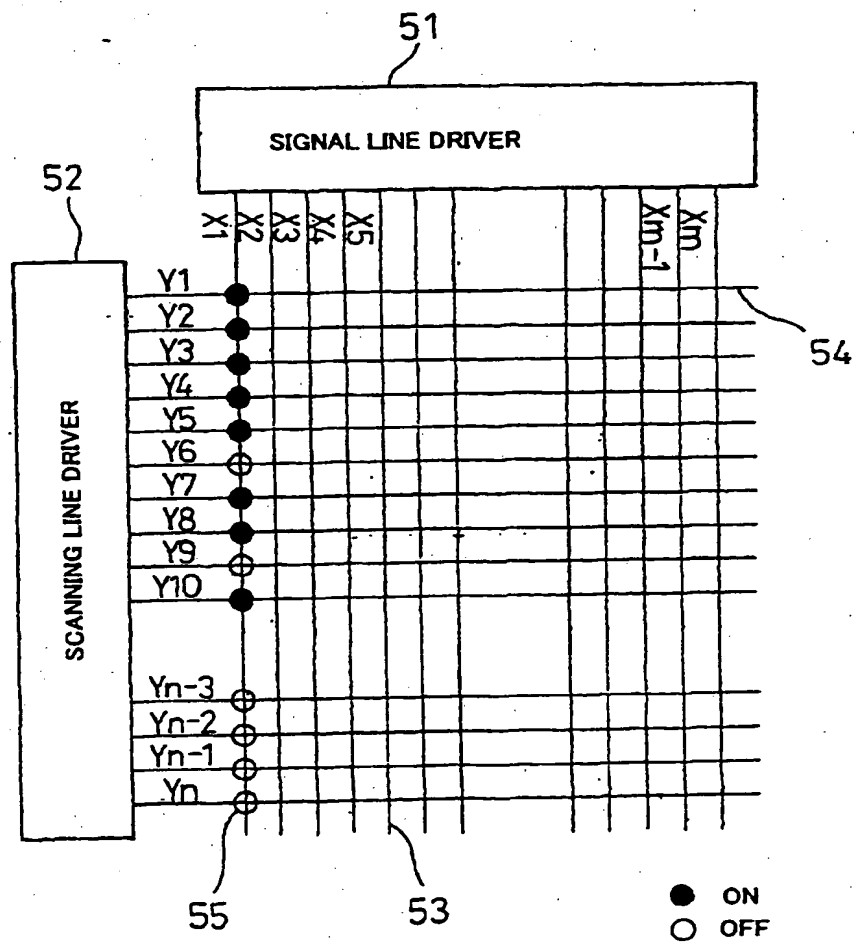 51
SIGNAL LINE DRIVER
52
X1
X2
X3
X4
X5
Xm-1
Xm
SCANNING LINE DRIVER
Y1
Y2
Y3
Y4
Y5
Y6
Y7
Y8
Y9
Y10
Yn-3
Yn-2
Yn-1
Yn
54
55
53
ON
OFF